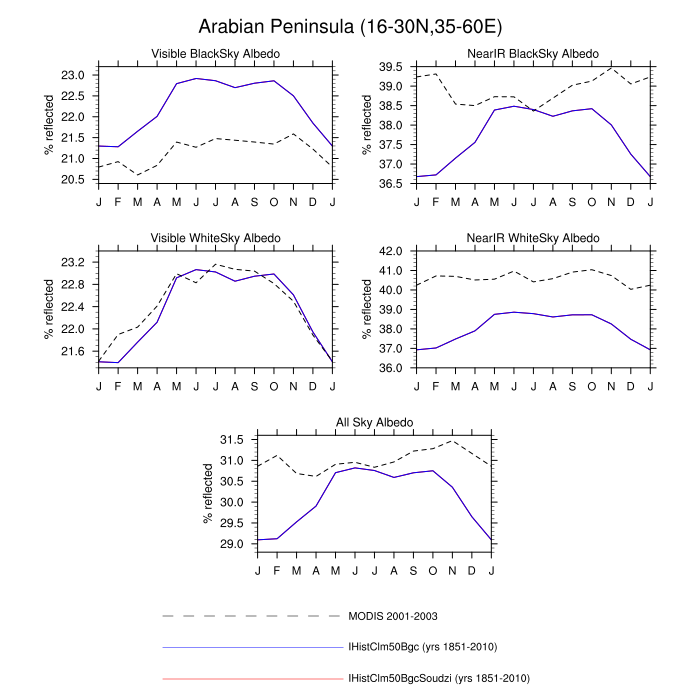 Arabian Peninsula (16-30N,35-60E)
Visible BlackSky Albedo
% reflected
23.0
22.5
22.0
21.5
21.0
20.5
J F M A M J J A S O N D J
NearIR BlackSky Albedo
% reflected
39.5
39.0
38.5
38.0
37.5
37.0
36.5
J F M A M J J A S O N D J
Visible WhiteSky Albedo
% reflected
23.2
22.8
22.4
22.0
21.6
J F M A M J J A S O N D J
NearIR WhiteSky Albedo
% reflected
42.0
41.0
40.0
39.0
38.0
37.0
36.0
J F M A M J J A S O N D J
All Sky Albedo
% reflected
31.5
31.0
30.5
30.0
29.5
29.0
J F M A M J J A S O N D J
MODIS 2001-2003
IHistClm50Bgc (yrs 1851-2010)
IHistClm50BgcSoudzi (yrs 1851-2010)